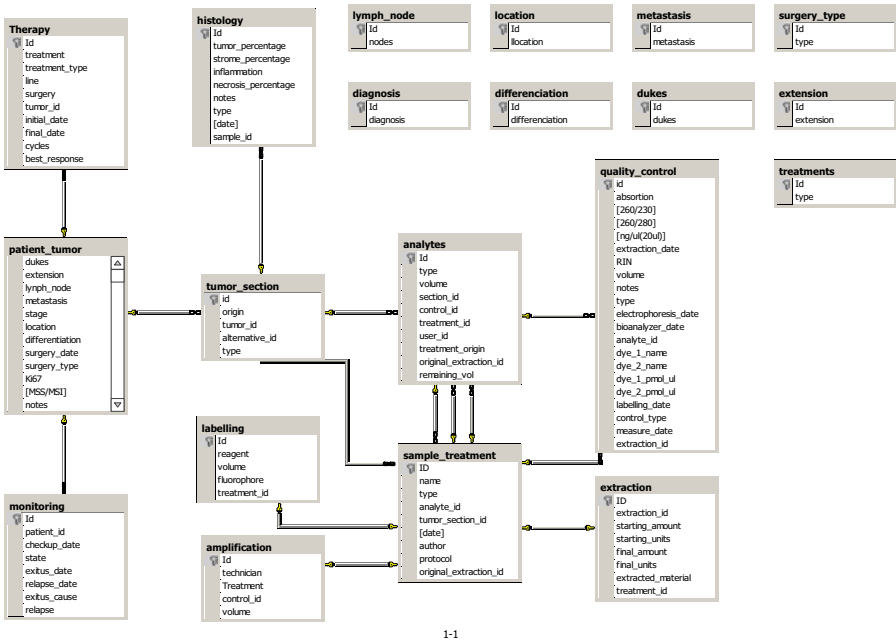 Therapy
Id
treatment
treatment_type
line
surgery
tumor_id
initial_date
final_date
cycles
best_response
histology
Id
tumor_percentage
strome_percentage
inflammation
necrosis_percentage
notes
type
[date]
sample_id
lymph_node
Id
nodes
location
Id
llocation
metastasis
Id
metastasis
surgery_type
Id
type
diagnosis
Id
diagnosis
differenciation
Id
differenciation
dukes
Id
dukes
extension
Id
extension
treatments
Id
type
quality_control
id
absortion
[260/230]
[260/280]
[ng/ul(20ul)]
extraction_date
RIN
volume
notes
type
electrophoresis_date
bioanalyzer_date
analyte_id
dye_1_name
dye_2_name
dye_1_pmol_ul
dye_2_pmol_ul
labelling_date
control_type
measure_date
extraction_id
patient_tumor
dukes
extension
lymph_node
metastasis
stage
location
differentiation
surgery_date
surgery_type
Ki67
[MSS/MSI]
notes
tumor_section
id
origin
tumor_id
alternative_id
type
analytes
Id
type
volume
section_id
control_id
treatment_id
user_id
treatment_origin
original_extraction_id
remaining_vol
labelling
Id
reagent
volume
fluorophore
treatment_id
sample_treatment
ID
name
type
analyte_id
tumor_section_id
[date]
author
protocol
original_extraction_id
extraction
ID
extraction_id
starting_amount
starting_units
final_amount
final_units
extracted_material
treatment_id
monitoring
Id
patient_id
checkup_date
state
exitus_date
relapse_date
exitus_cause
relapse
amplification
Id
technician
Treatment
control_id
volume
1-1